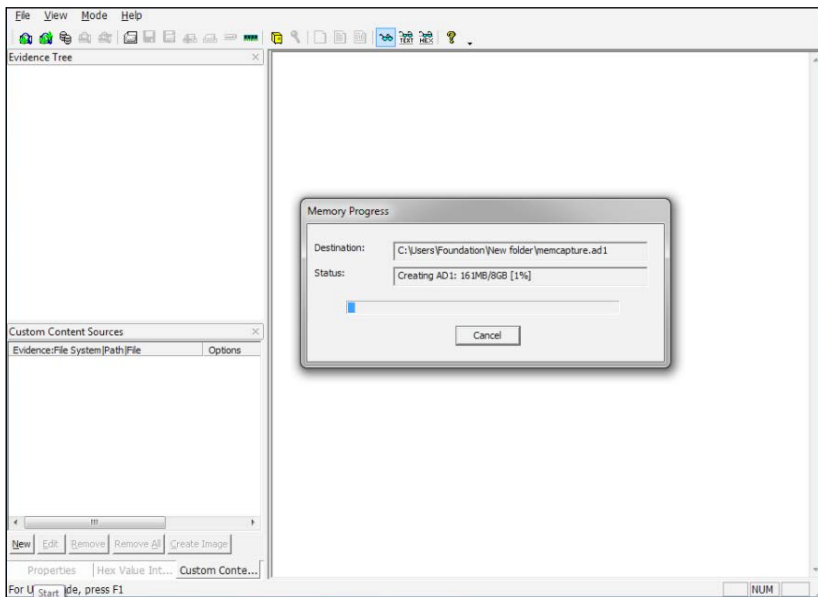 File View Mode Help
TEXT HEX
Evidence Tree
Memory Progress
Destination: C:\Users\Foundation\New folder\memcapture.ad1
Status: Creating AD1: 161MB/8GB [1%]
Cancel
Custom Content Sources
Evidence:File System|Path|File Options
New Edit Remove Remove All Create Image
Properties Hex Value Int... Custom Conte...
For U Start de, press F1 NUM